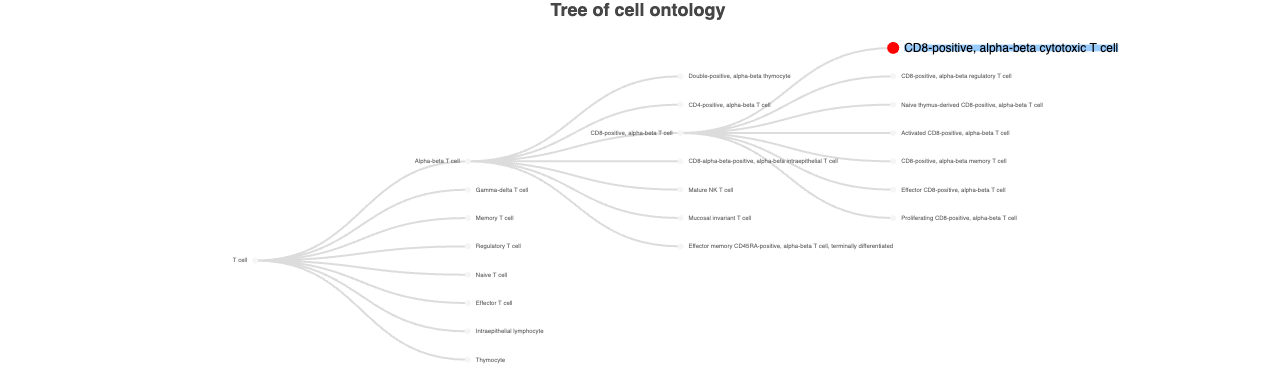 Tree of cell ontology
CD8-positive, alpha-beta cytotoxic T cell
Double-positive, alpha-beta thymocyte
CD8-positive, alpha-beta regulatory T cell
CD4-positive, alpha-beta T cell
Naive thymus-derived CD8-positive, alpha-beta T cell
CD8-positive, alpha-beta T cell
Activated CD8-positive, alpha-beta T cell
Alpha-beta T cell
CD8-alpha-beta-positive, alpha-beta intraepithelial T cell
CD8-positive, alpha-beta memory T cell
Gamma-delta T cell
Mature NK T cell
Effector CD8-positive, alpha-beta T cell
Memory T cell
Mucosal invariant T cell
Proliferating CD8-positive, alpha-beta T cell
Regulatory T cell
Effector memory CD45RA-positive, alpha-beta T cell, terminally differentiated
T cell
Naive T cell
Effector T cell
Intraepithelial lymphocyte
Thymocyte